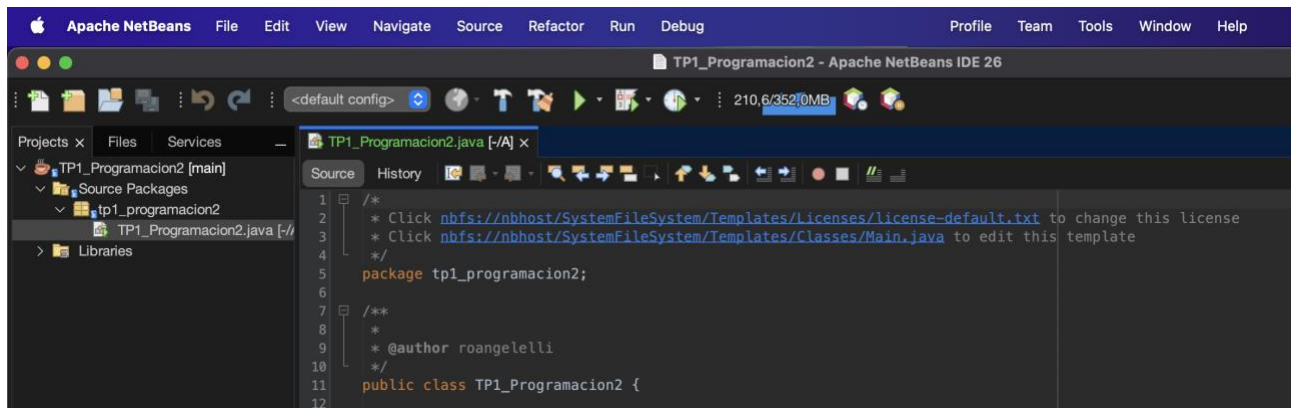 Apache NetBeans File Edit View Navigate Source Refactor Run Debug Profile Team Tools Window Help
TP1_Programacion2 - Apache NetBeans IDE 26
<default config> 210,6/352,0MB
Projects × Files Services
TP1_Programacion2.java [-/A] ×
TP1_Programacion2 [main]
Source History
Source Packages
tp1_programacion2
TP1_Programacion2.java [-/
Libraries
1 /*
2 * Click nbfs://nbhost/SystemFileSystem/Templates/Licenses/license-default.txt to change this license
3 * Click nbfs://nbhost/SystemFileSystem/Templates/Classes/Main.java to edit this template
4 */
5 package tp1_programacion2;
6
7 /**
8 *
9 * @author roangelelli
10 */
11 public class TP1_Programacion2 {
12